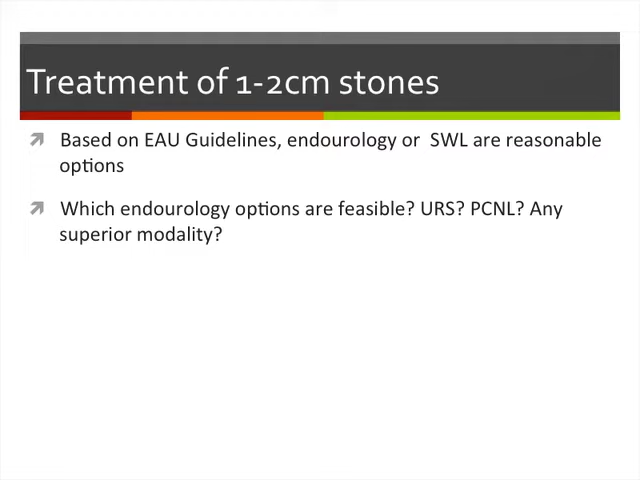 Treatment of 1-2cm stones
Based on EAU Guidelines, endourology or SWL are reasonable
options
Which endourology options are feasible? URS? PCNL? Any
superior modality?